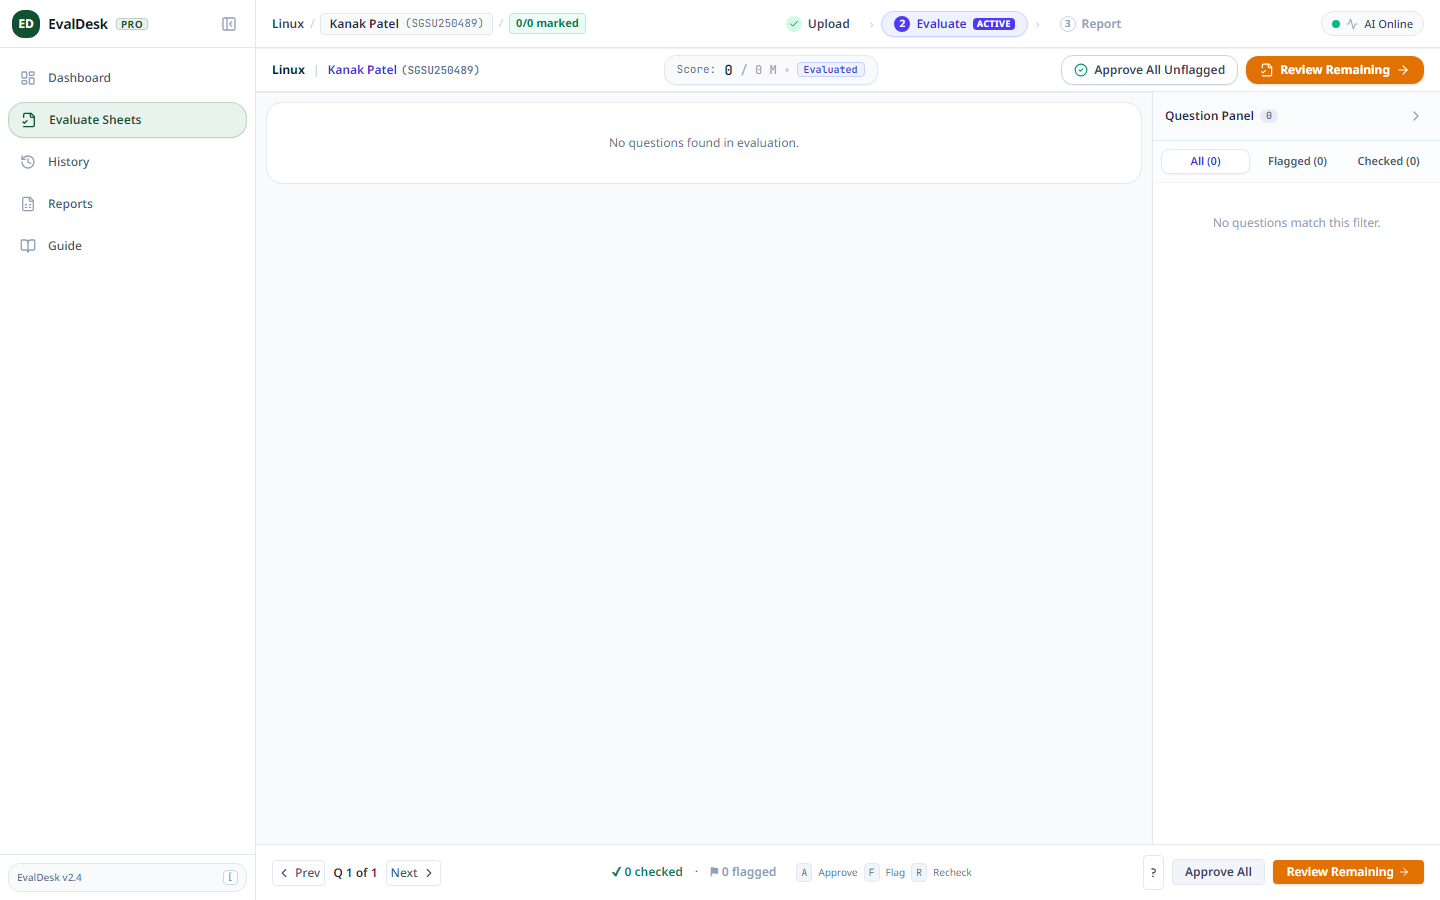 ED EvalDesk PRO
Linux / Kanak Patel (SGSU250489) / 0/0 marked
Upload › 2 Evaluate ACTIVE › 3 Report
AI Online
Dashboard
Evaluate Sheets
History
Reports
Guide
EvalDesk v2.4 [
Linux | Kanak Patel (SGSU250489)
Score: 0 / 0 M • Evaluated
Approve All Unflagged
Review Remaining →
No questions found in evaluation.
Question Panel 0
All (0) Flagged (0) Checked (0)
No questions match this filter.
Prev Q 1 of 1 Next
✓ 0 checked · 0 flagged
A Approve F Flag R Recheck
? Approve All Review Remaining →